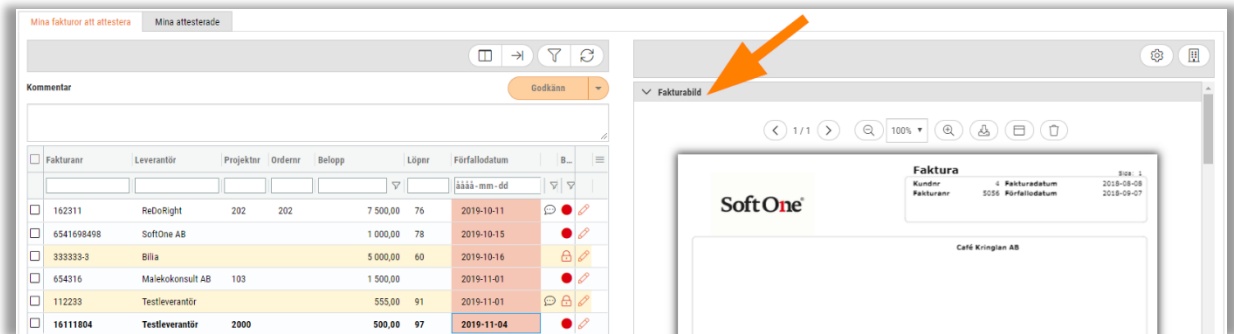 Mina fakturor att attestera Mina attesterade
Kommentar Godkänn
Fakturanr Leverantör Projektnr Ordernr Belopp Löpnr Förfallodatum B...
åååå-mm-dd
162311 ReDoRight 202 202 7 500,00 76 2019-10-11
6541698498 SoftOne AB 1 000,00 78 2019-10-15
333333-3 Bilia 5 000,00 60 2019-10-16
654316 Malekokonsult AB 103 1 500,00 2019-11-01
112233 Testleverantör 555,00 91 2019-11-01
16111804 Testleverantör 2000 500,00 97 2019-11-04
Fakturabild
1 / 1 100%
Faktura
Sida: 1
Kundnr 4 Fakturadatum 2018-08-08
Fakturanr 5056 Förfallodatum 2018-09-07
SoftOne
Café Kringlan AB